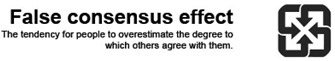 False consensus effect
The tendency for people to overestimate the degree to
which others agree with them.